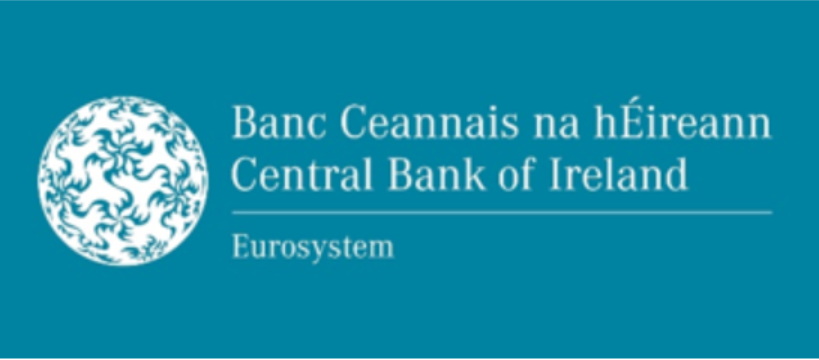 Banc Ceannais na hÉireann
Central Bank of Ireland
Eurosystem